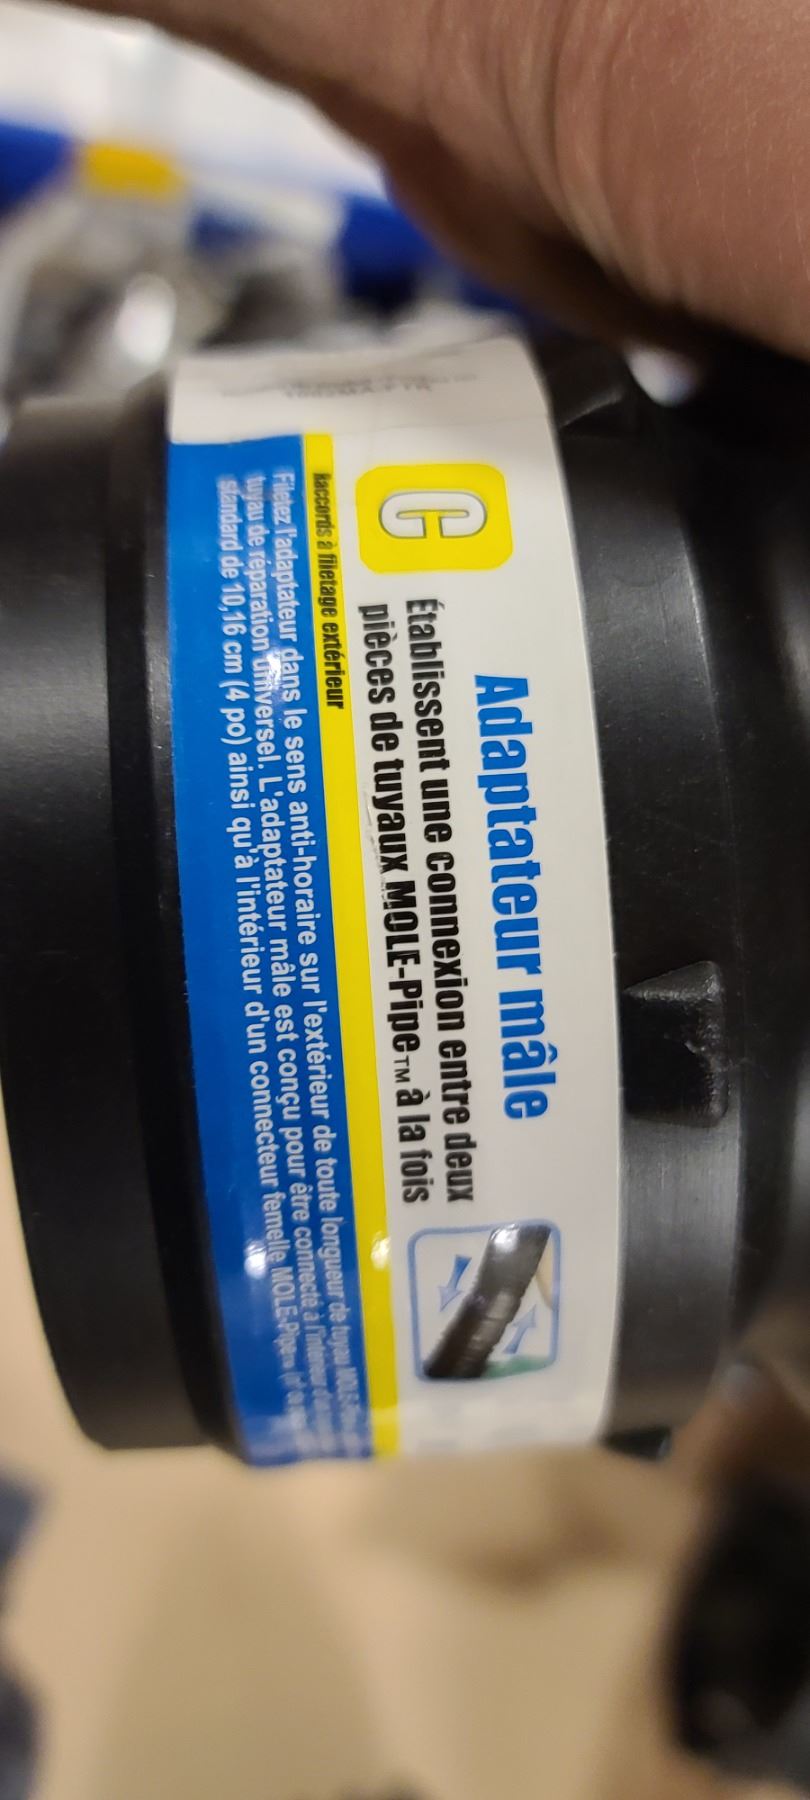 C
Adaptateur mâle
Établissent une connexion entre deux
pièces de tuyaux MOLE-Pipe™ à la fois
Raccords à filetage extérieur
Filetez l'adaptateur dans le sens anti-horaire sur l'extérieur de toute longueur de tuyau MOLE-
tuyau de réparation universel. L'adaptateur mâle est conçu pour être connecté à l'intérieur
standard de 10,16 cm (4 po) ainsi qu'à l'intérieur d'un connecteur femelle MOLE-Pipe™